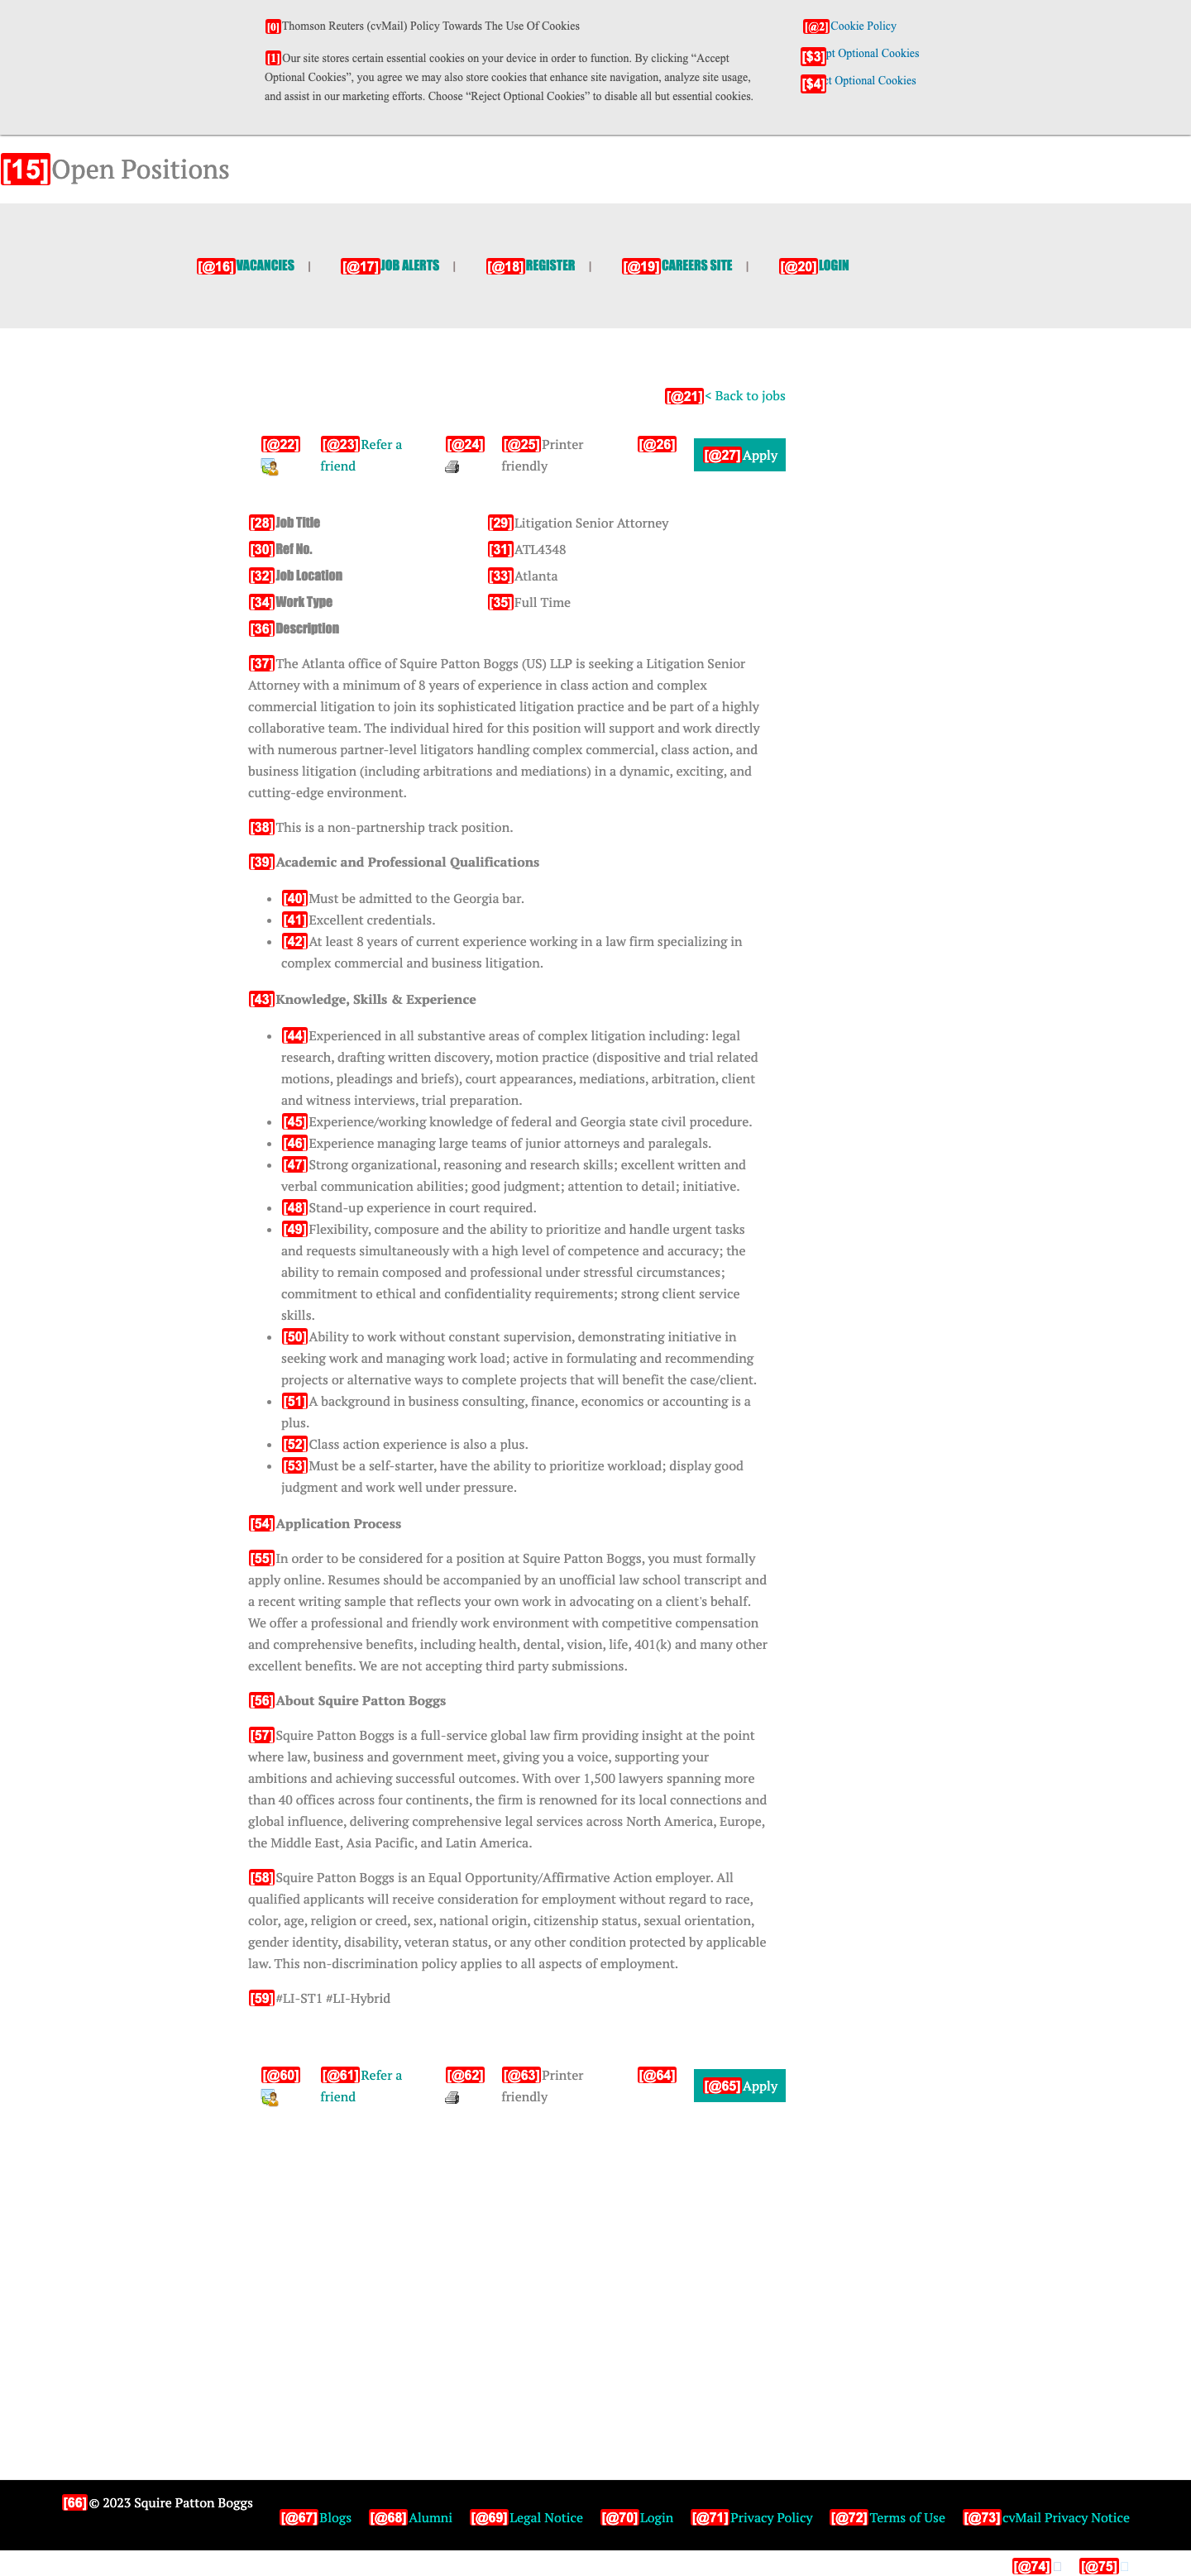 [0]Thomson Reuters (cvMail) Policy Towards The Use Of Cookies
[@2]Cookie Policy
[1]Our site stores certain essential cookies on your device in order to function. By clicking “Accept
Optional Cookies”, you agree we may also store cookies that enhance site navigation, analyze site usage,
and assist in our marketing efforts. Choose “Reject Optional Cookies” to disable all but essential cookies.
[$3]pt Optional Cookies
[$4]ct Optional Cookies
[15]Open Positions
[@16]VACANCIES | [@17]JOB ALERTS | [@18]REGISTER | [@19]CAREERS SITE | [@20]LOGIN
[@21]< Back to jobs
[@22] [@23]Refer a
friend
[@24] [@25]Printer
friendly
[@26] [@27]Apply
[28]Job Title [29]Litigation Senior Attorney
[30]Ref No. [31]ATL4348
[32]Job Location [33]Atlanta
[34]Work Type [35]Full Time
[36]Description
[37]The Atlanta office of Squire Patton Boggs (US) LLP is seeking a Litigation Senior
Attorney with a minimum of 8 years of experience in class action and complex
commercial litigation to join its sophisticated litigation practice and be part of a highly
collaborative team. The individual hired for this position will support and work directly
with numerous partner-level litigators handling complex commercial, class action, and
business litigation (including arbitrations and mediations) in a dynamic, exciting, and
cutting-edge environment.
[38]This is a non-partnership track position.
[39]Academic and Professional Qualifications
• [40]Must be admitted to the Georgia bar.
• [41]Excellent credentials.
• [42]At least 8 years of current experience working in a law firm specializing in
complex commercial and business litigation.
[43]Knowledge, Skills & Experience
• [44]Experienced in all substantive areas of complex litigation including: legal
research, drafting written discovery, motion practice (dispositive and trial related
motions, pleadings and briefs), court appearances, mediations, arbitration, client
and witness interviews, trial preparation.
• [45]Experience/working knowledge of federal and Georgia state civil procedure.
• [46]Experience managing large teams of junior attorneys and paralegals.
• [47]Strong organizational, reasoning and research skills; excellent written and
verbal communication abilities; good judgment; attention to detail; initiative.
• [48]Stand-up experience in court required.
• [49]Flexibility, composure and the ability to prioritize and handle urgent tasks
and requests simultaneously with a high level of competence and accuracy; the
ability to remain composed and professional under stressful circumstances;
commitment to ethical and confidentiality requirements; strong client service
skills.
• [50]Ability to work without constant supervision, demonstrating initiative in
seeking work and managing work load; active in formulating and recommending
projects or alternative ways to complete projects that will benefit the case/client.
• [51]A background in business consulting, finance, economics or accounting is a
plus.
• [52]Class action experience is also a plus.
• [53]Must be a self-starter, have the ability to prioritize workload; display good
judgment and work well under pressure.
[54]Application Process
[55]In order to be considered for a position at Squire Patton Boggs, you must formally
apply online. Resumes should be accompanied by an unofficial law school transcript and
a recent writing sample that reflects your own work in advocating on a client's behalf.
We offer a professional and friendly work environment with competitive compensation
and comprehensive benefits, including health, dental, vision, life, 401(k) and many other
excellent benefits. We are not accepting third party submissions.
[56]About Squire Patton Boggs
[57]Squire Patton Boggs is a full-service global law firm providing insight at the point
where law, business and government meet, giving you a voice, supporting your
ambitions and achieving successful outcomes. With over 1,500 lawyers spanning more
than 40 offices across four continents, the firm is renowned for its local connections and
global influence, delivering comprehensive legal services across North America, Europe,
the Middle East, Asia Pacific, and Latin America.
[58]Squire Patton Boggs is an Equal Opportunity/Affirmative Action employer. All
qualified applicants will receive consideration for employment without regard to race,
color, age, religion or creed, sex, national origin, citizenship status, sexual orientation,
gender identity, disability, veteran status, or any other condition protected by applicable
law. This non-discrimination policy applies to all aspects of employment.
[59]#LI-ST1 #LI-Hybrid
[@60] [@61]Refer a
friend
[@62] [@63]Printer
friendly
[@64] [@65]Apply
[66]© 2023 Squire Patton Boggs
[@67]Blogs [@68]Alumni [@69]Legal Notice [@70]Login [@71]Privacy Policy [@72]Terms of Use [@73]cvMail Privacy Notice
[@74] [@75]